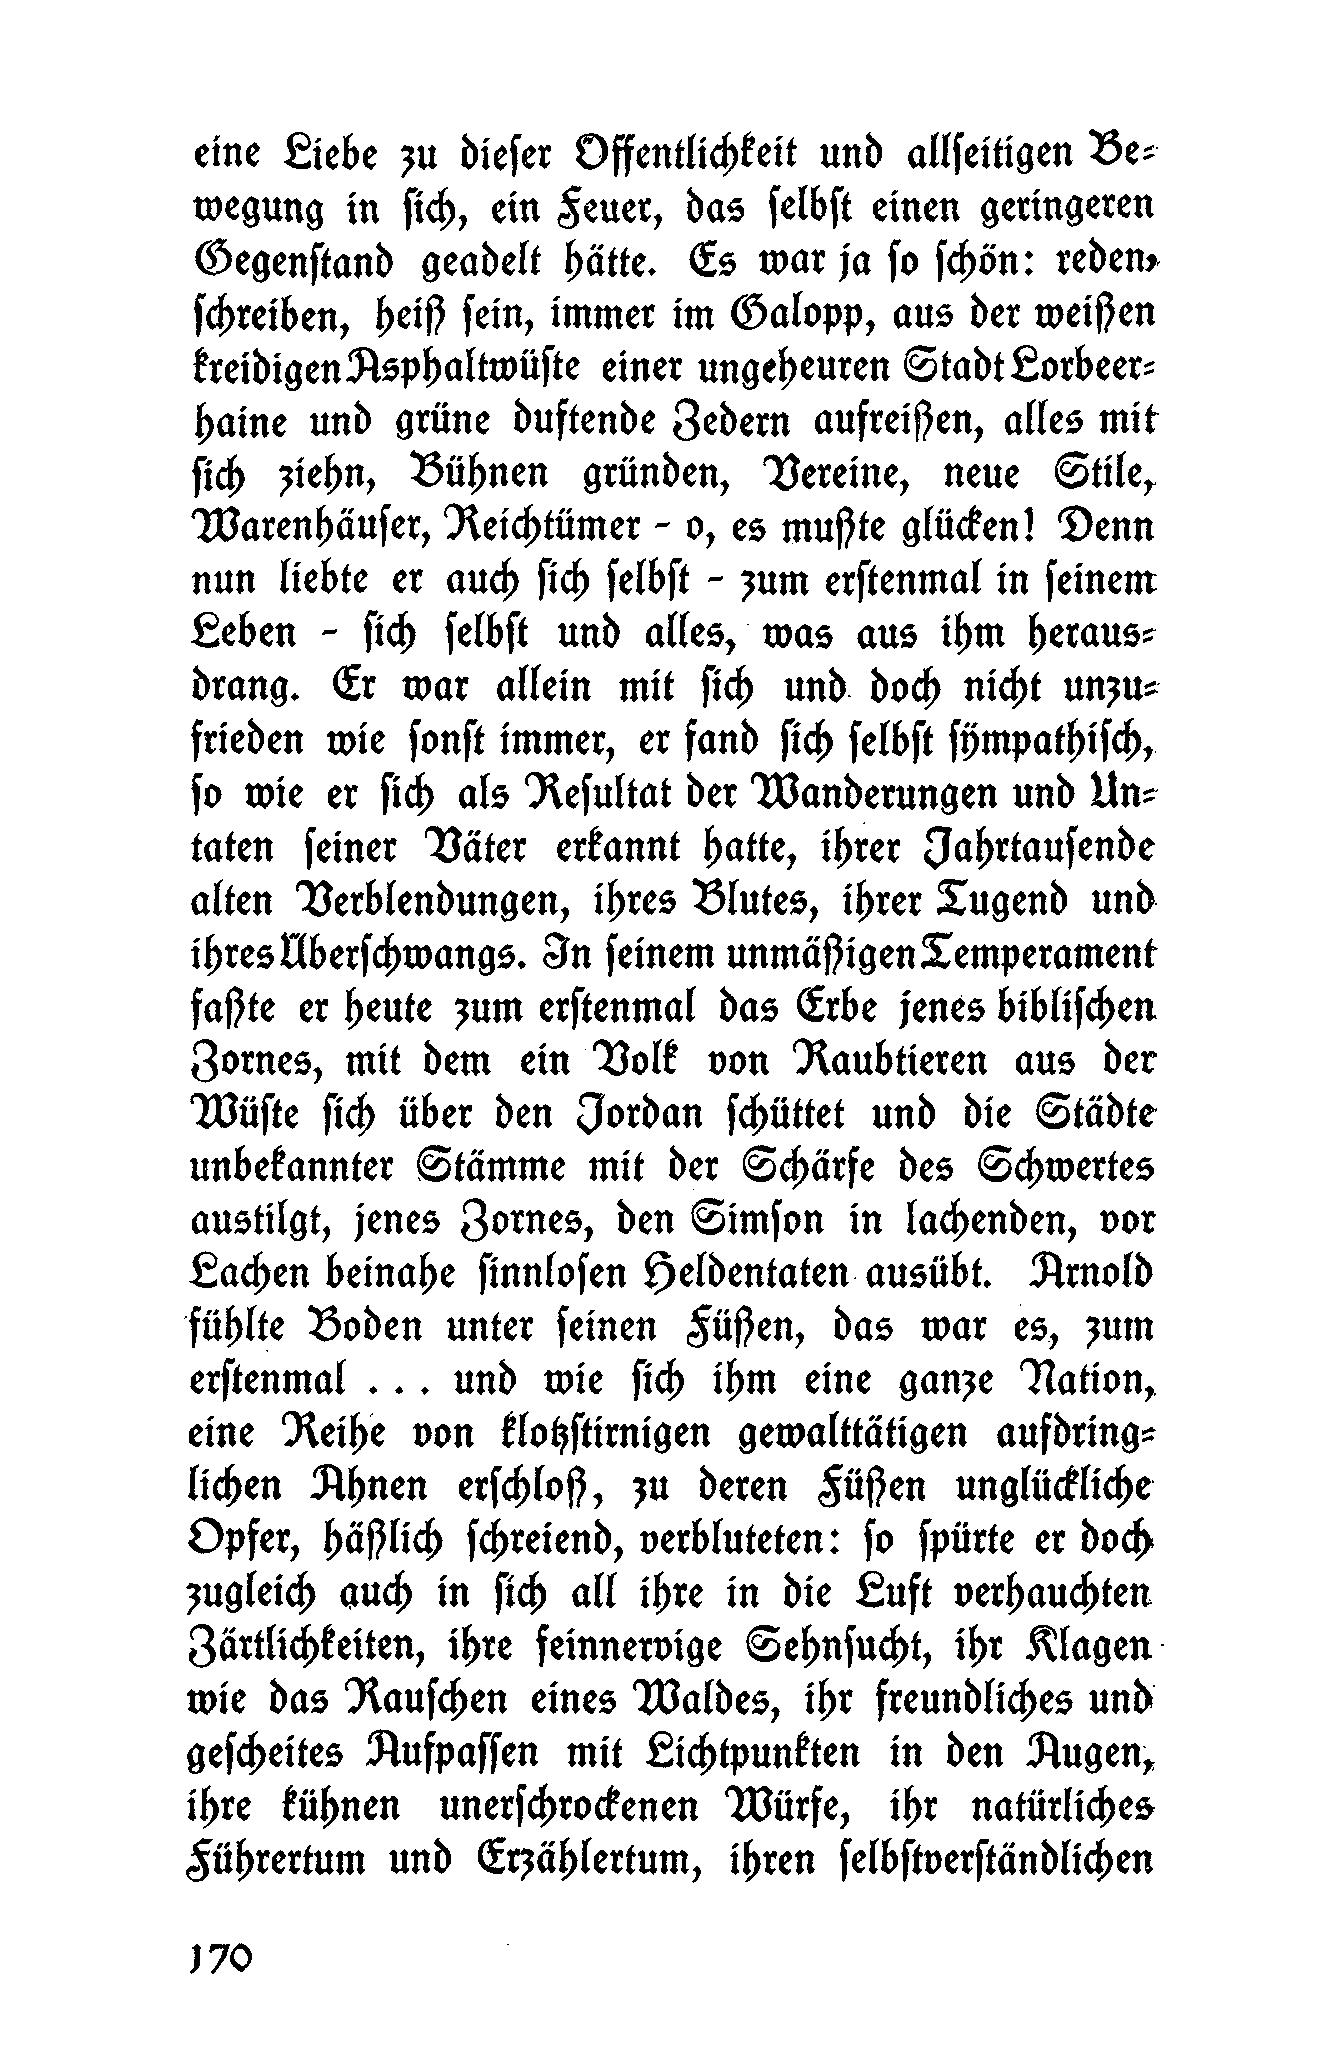 eine Liebe zu dieser Öffentlichkeit und allseitigen Be-
wegung in sich, ein Feuer, das selbst einen geringeren
Gegenstand geadelt hätte. Es war ja so schön: reden,
schreiben, heiß sein, immer im Galopp, aus der weißen
kreidigen Asphaltwüste einer ungeheuren Stadt Lorbeer-
haine und grüne duftende Zedern aufreißen, alles mit
sich ziehn, Bühnen gründen, Vereine, neue Stile,
Warenhäuser, Reichtümer - o, es mußte glücken! Denn
nun liebte er auch sich selbst - zum erstenmal in seinem
Leben - sich selbst und alles, was aus ihm heraus-
drang. Er war allein mit sich und doch nicht unzu-
frieden wie sonst immer, er fand sich selbst sympathisch,
so wie er sich als Resultat der Wanderungen und Un-
taten seiner Väter erkannt hatte, ihrer Jahrtausende
alten Verblendungen, ihres Blutes, ihrer Tugend und
ihres Überschwangs. In seinem unmäßigen Temperament
faßte er heute zum erstenmal das Erbe jenes biblischen
Zornes, mit dem ein Volk von Raubtieren aus der
Wüste sich über den Jordan schüttet und die Städte
unbekannter Stämme mit der Schärfe des Schwertes
austilgt, jenes Zornes, den Simson in lachenden, vor
Lachen beinahe sinnlosen Heldentaten ausübt. Arnold
fühlte Boden unter seinen Füßen, das war es, zum
erstenmal . . . und wie sich ihm eine ganze Nation,
eine Reihe von klotzstirnigen gewalttätigen aufdring-
lichen Ahnen erschloß, zu deren Füßen unglückliche
Opfer, häßlich schreiend, verbluteten: so spürte er doch
zugleich auch in sich all ihre in die Luft verhauchten
Zärtlichkeiten, ihre feinnervige Sehnsucht, ihr Klagen
wie das Rauschen eines Waldes, ihr freundliches und
gescheites Aufpassen mit Lichtpunkten in den Augen,
ihre kühnen unerschrockenen Würfe, ihr natürliches
Führertum und Erzählertum, ihren selbstverständlichen
170